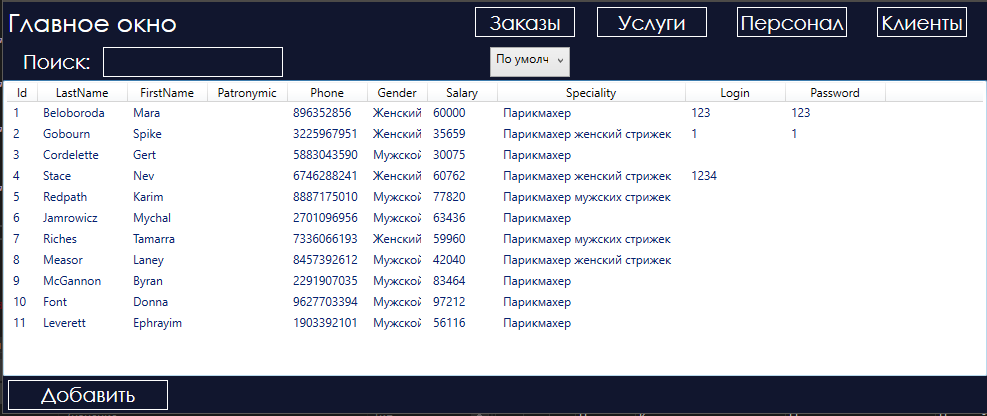 Главное окно Заказы Услуги Персонал Клиенты
Поиск: По умолч
Id LastName FirstName Patronymic Phone Gender Salary Speciality Login Password
1 Beloboroda Mara 896352856 Женский 60000 Парикмахер 123 123
2 Gobourn Spike 3225967951 Женский 35659 Парикмахер женский стрижек 1 1
3 Cordelette Gert 5883043590 Мужской 30075 Парикмахер
4 Stace Nev 6746288241 Женский 60762 Парикмахер женский стрижек 1234
5 Redpath Karim 8887175010 Мужской 77820 Парикмахер мужских стрижек
6 Jamrowicz Mychal 2701096956 Мужской 63436 Парикмахер
7 Riches Tamarra 7336066193 Женский 59960 Парикмахер мужских стрижек
8 Measor Laney 8457392612 Мужской 42040 Парикмахер женский стрижек
9 McGannon Byran 2291907035 Мужской 83464 Парикмахер
10 Font Donna 9627703394 Мужской 97212 Парикмахер
11 Leverett Ephrayim 1903392101 Мужской 56116 Парикмахер
Добавить